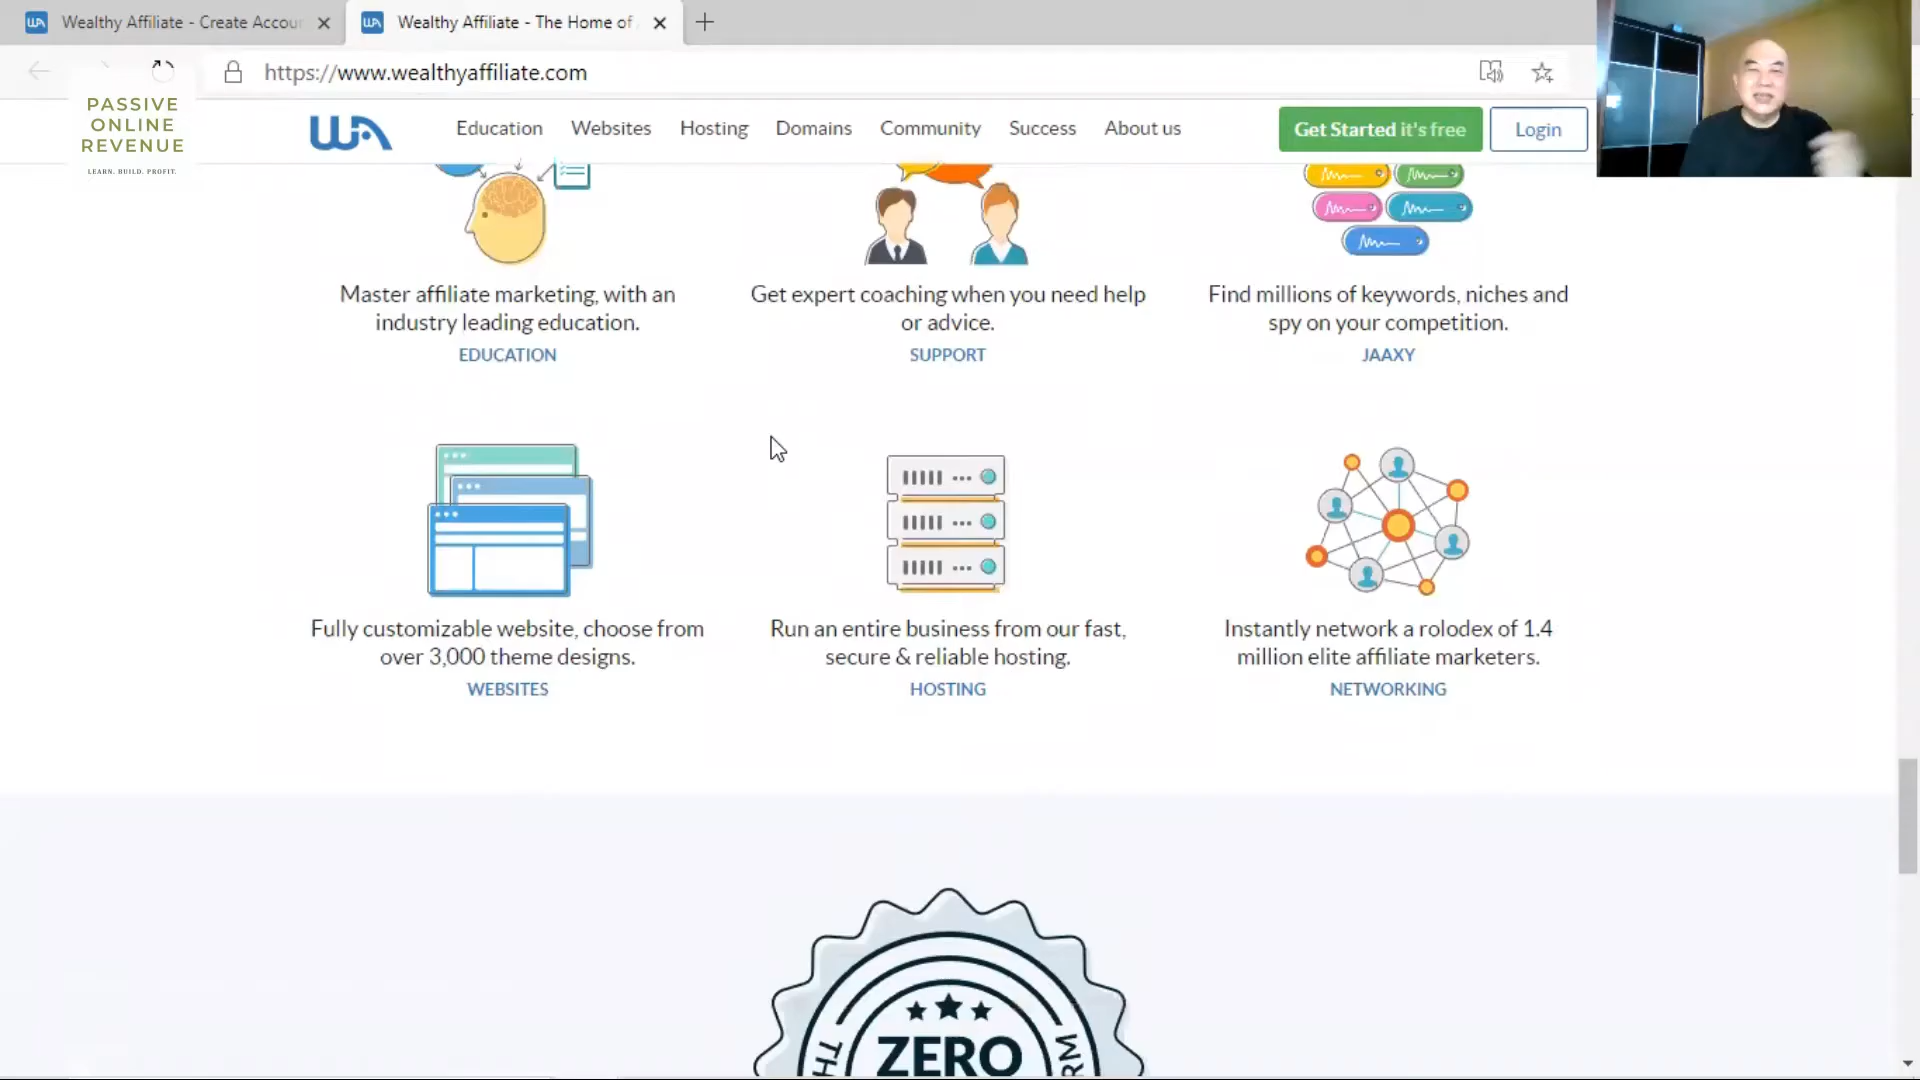 Wealthy Affiliate - Create Accou
Wealthy Affiliate - The Home of
https://www.wealthyaffiliate.com
PASSIVE
ONLINE
REVENUE
LEARN. BUILD. PROFIT.
WA
Education
Websites
Hosting
Domains
Community
Success
About us
Get Started it's free
Login
Master affiliate marketing, with an
industry leading education.
EDUCATION
Get expert coaching when you need help
or advice.
SUPPORT
Find millions of keywords, niches and
spy on your competition.
JAAXY
Fully customizable website, choose from
over 3,000 theme designs.
WEBSITES
Run an entire business from our fast,
secure & reliable hosting.
HOSTING
Instantly network a rolodex of 1.4
million elite affiliate marketers.
NETWORKING
ZERO